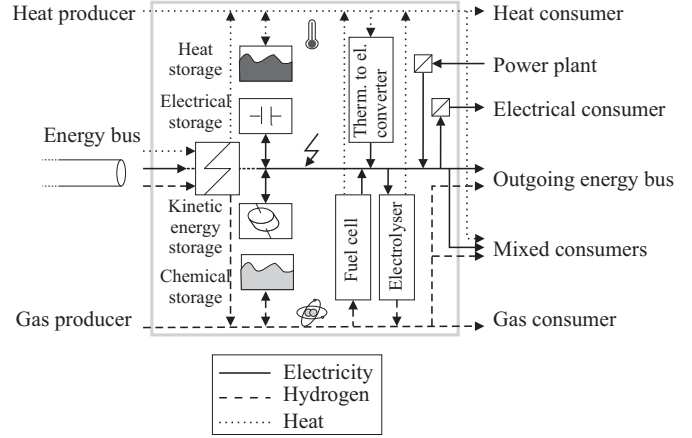 Heat producer
Heat consumer
Heat
storage
Therm. to el.
converter
Power plant
Electrical
storage
Electrical consumer
Energy bus
Outgoing energy bus
Kinetic
energy
storage
Fuel cell
Electrolyser
Mixed consumers
Chemical
storage
Gas producer
Gas consumer
Electricity
Hydrogen
Heat